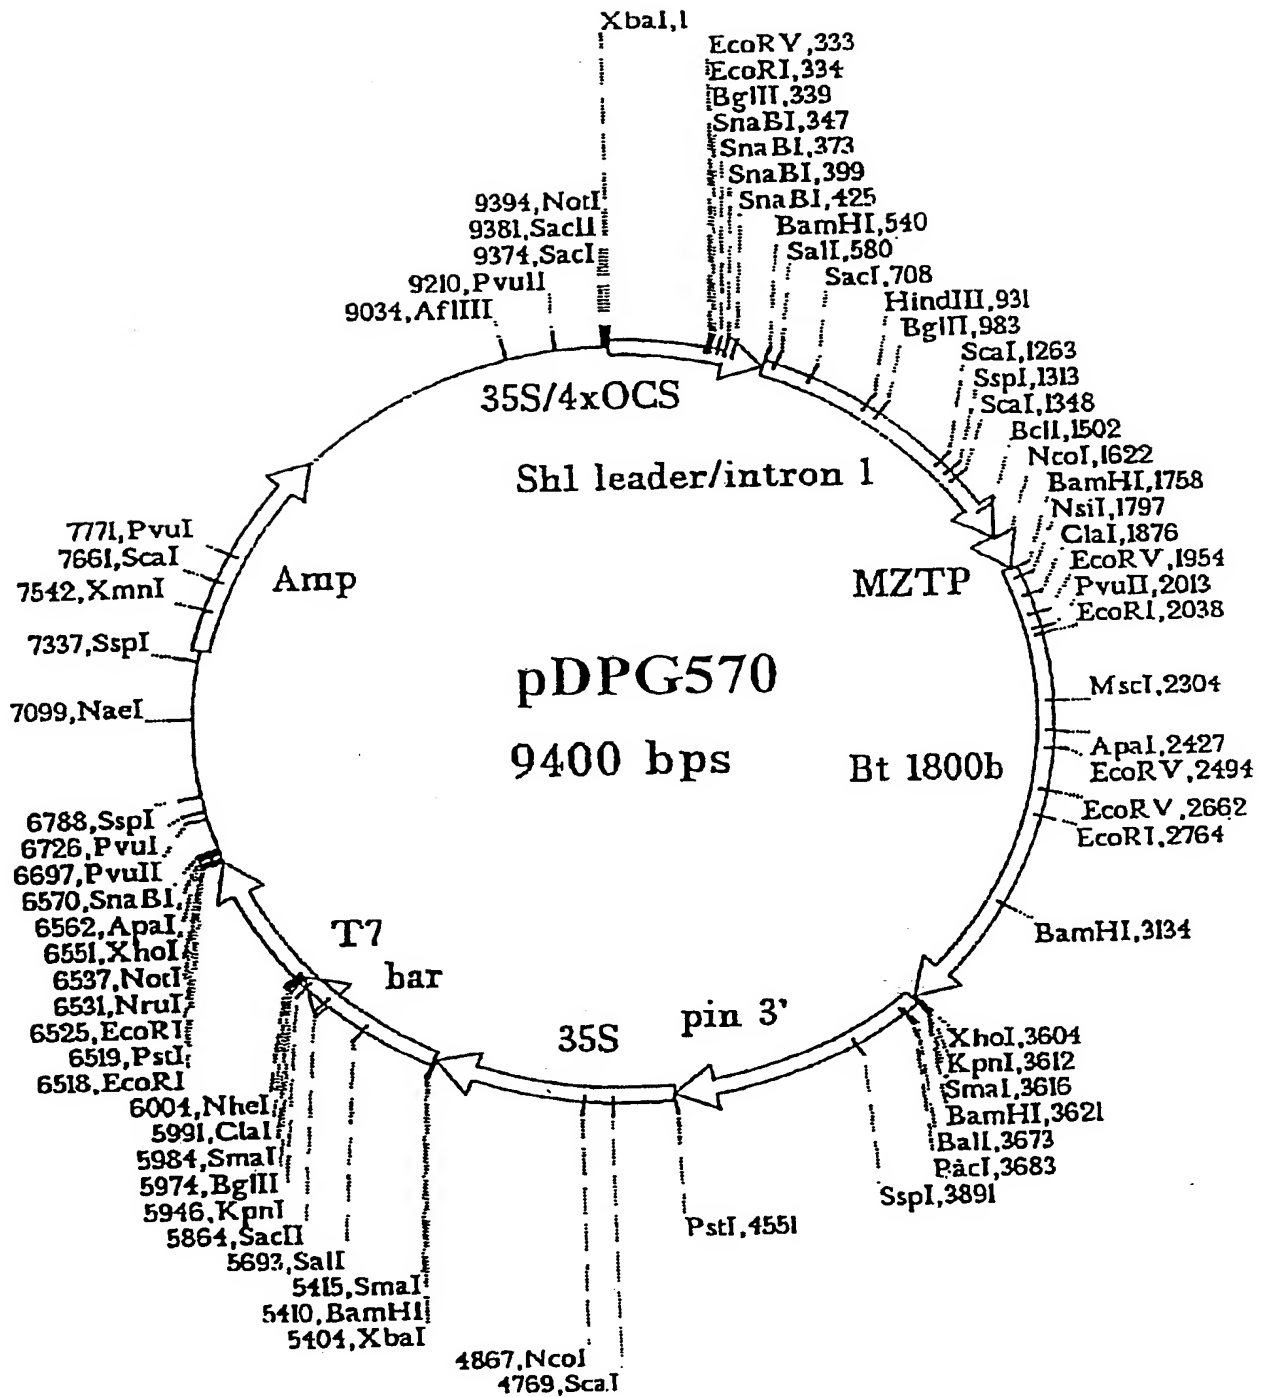 XbaI,1
EcoRV,333
EcoRI,334
BglII,339
SnaBI,347
SnaBI,373
SnaBI,399
SnaBI,425
BamHI,540
SalI,580
SacI,708
HindIII,931
BglII,983
ScaI,1263
SspI,1313
ScaI,1348
BclI,1502
NcoI,1622
BamHI,1758
NsiI,1797
ClaI,1876
EcoRV,1954
PvuII,2013
EcoRI,2038
MscI,2304
ApaI,2427
EcoRV,2494
EcoRV,2662
EcoRI,2764
BamHI,3134
XhoI,3604
KpnI,3612
SmaI,3616
BamHI,3621
BalI,3673
PacI,3683
SspI,3891
PstI,4551
4769,ScaI
4867,NcoI
5404,XbaI
5410,BamHI
5415,SmaI
5693,SalI
5864,SacII
5946,KpnI
5974,BglII
5984,SmaI
5991,ClaI
6004,NheI
6518,EcoRI
6519,PstI
6525,EcoRI
6531,NruI
6537,NotI
6551,XhoI
6562,ApaI
6570,SnaBI
6697,PvuII
6726,PvuI
6788,SspI
7099,NaeI
7337,SspI
7542,XmnI
7661,ScaI
7771,PvuI
9034,AflIII
9210,PvuII
9374,SacI
9381,SacII
9394,NotI
35S/4xOCS
Sh1 leader/intron 1
MZTP
Bt 1800b
pin 3'
35S
bar
T7
Amp
pDPG570
9400 bps